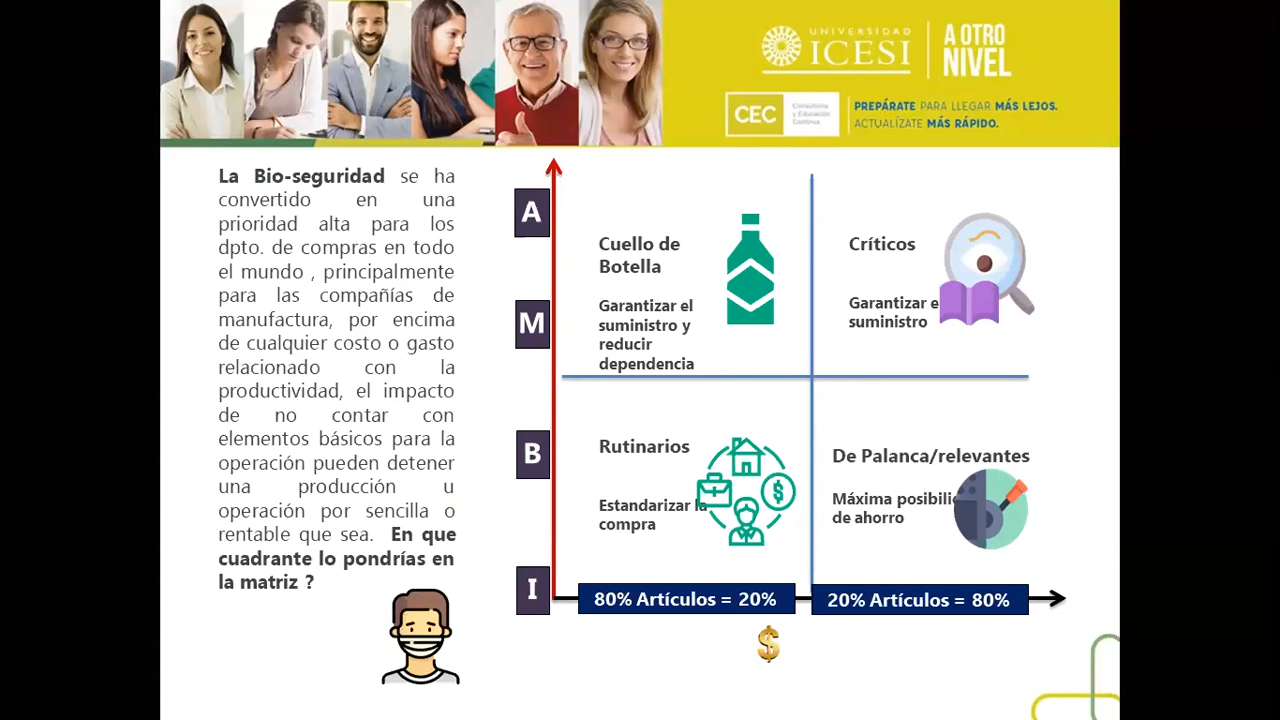 UNIVERSIDAD
ICESI
A OTRO
NIVEL
CEC
Consultoría
y Educación
Continua
PREPÁRATE PARA LLEGAR MÁS LEJOS.
ACTUALÍZATE MÁS RÁPIDO.
La Bio-seguridad se ha
convertido en una
prioridad alta para los
dpto. de compras en todo
el mundo , principalmente
para las compañías de
manufactura, por encima
de cualquier costo o gasto
relacionado con la
productividad, el impacto
de no contar con
elementos básicos para la
operación pueden detener
una producción u
operación por sencilla o
rentable que sea. En que
cuadrante lo pondrías en
la matriz ?
A
M
B
I
Cuello de
Botella
Garantizar el
suministro y
reducir
dependencia
Críticos
Garantizar e
suministro
Rutinarios
Estandarizar la
compra
De Palanca/relevantes
Máxima posibili
de ahorro
80% Artículos = 20%
20% Artículos = 80%
$